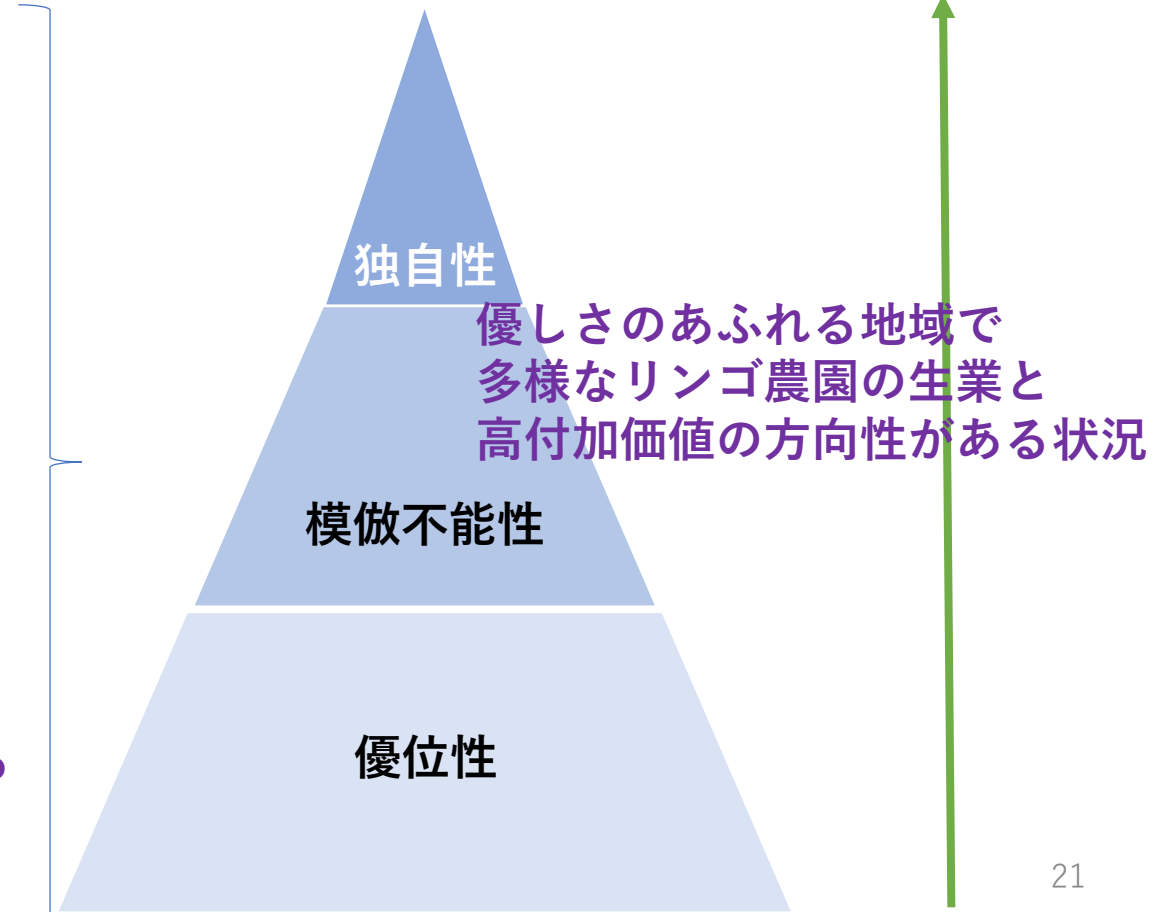 独自性
優しさのあふれる地域で
多様なリンゴ農園の生業と
高付加価値の方向性がある状況
模倣不能性
優位性
21